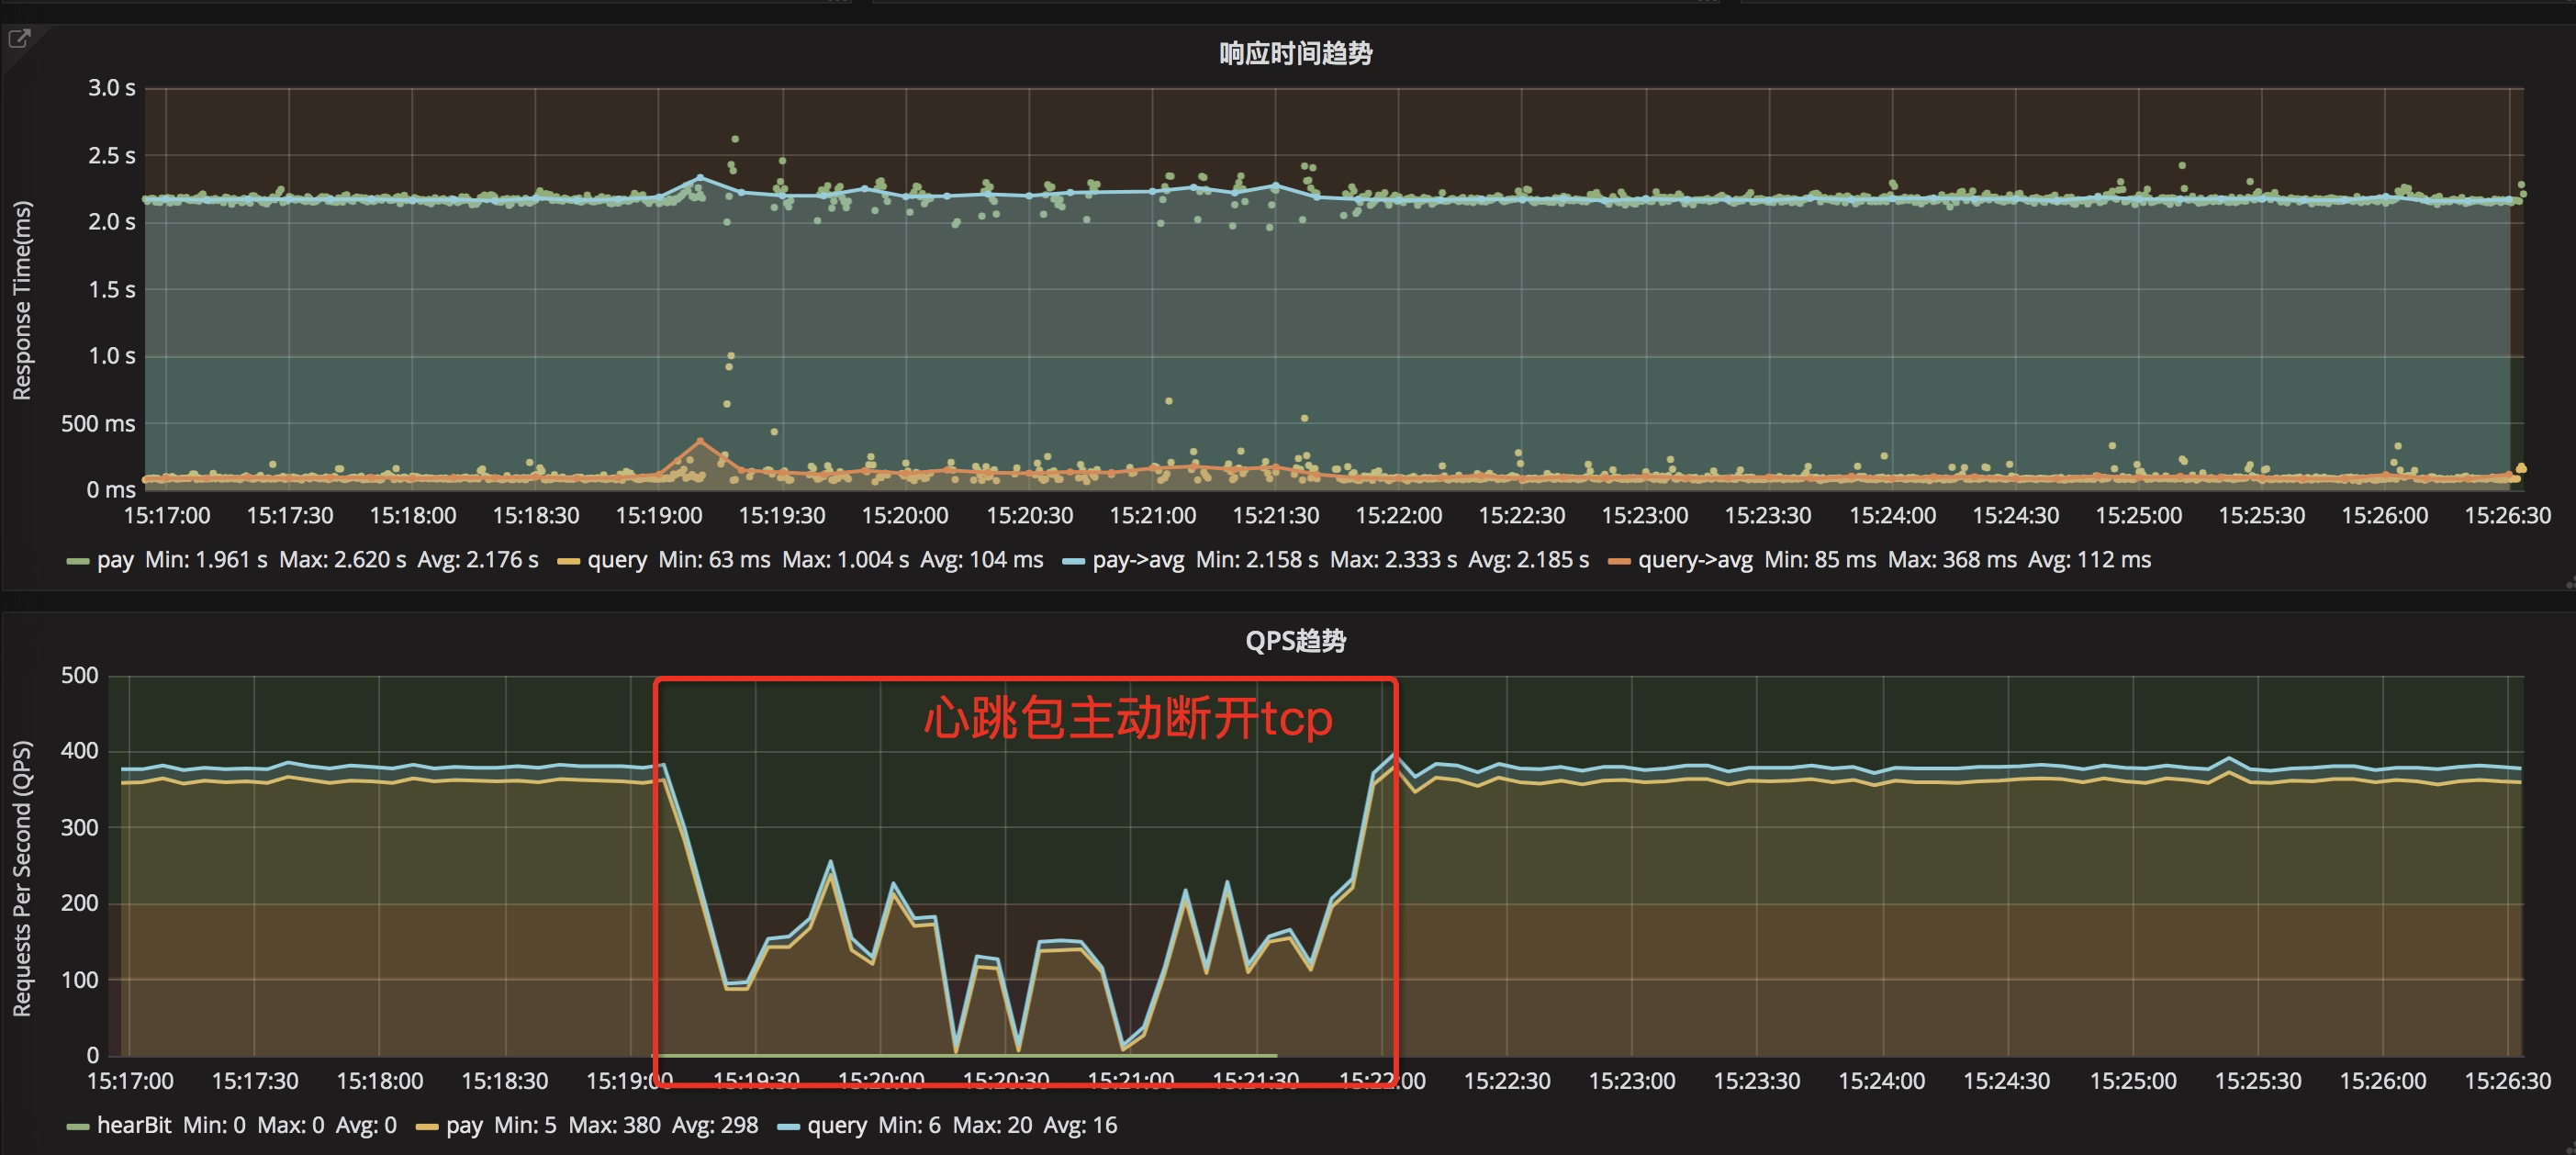 响应时间趋势
3.0 s
2.5 s
2.0 s
1.5 s
1.0 s
500 ms
0 ms
Response Time(ms)
15:17:00 15:17:30 15:18:00 15:18:30 15:19:00 15:19:30 15:20:00 15:20:30 15:21:00 15:21:30 15:22:00 15:22:30 15:23:00 15:23:30 15:24:00 15:24:30 15:25:00 15:25:30 15:26:00 15:26:30
pay Min: 1.961 s Max: 2.620 s Avg: 2.176 s query Min: 63 ms Max: 1.004 s Avg: 104 ms pay->avg Min: 2.158 s Max: 2.333 s Avg: 2.185 s query->avg Min: 85 ms Max: 368 ms Avg: 112 ms
QPS趋势
心跳包主动断开tcp
500
400
300
200
100
0
Requests Per Second (QPS)
15:17:00 15:17:30 15:18:00 15:18:30 15:19:00 15:19:30 15:20:00 15:20:30 15:21:00 15:21:30 15:22:00 15:22:30 15:23:00 15:23:30 15:24:00 15:24:30 15:25:00 15:25:30 15:26:00 15:26:30
hearBit Min: 0 Max: 0 Avg: 0 pay Min: 5 Max: 380 Avg: 298 query Min: 6 Max: 20 Avg: 16